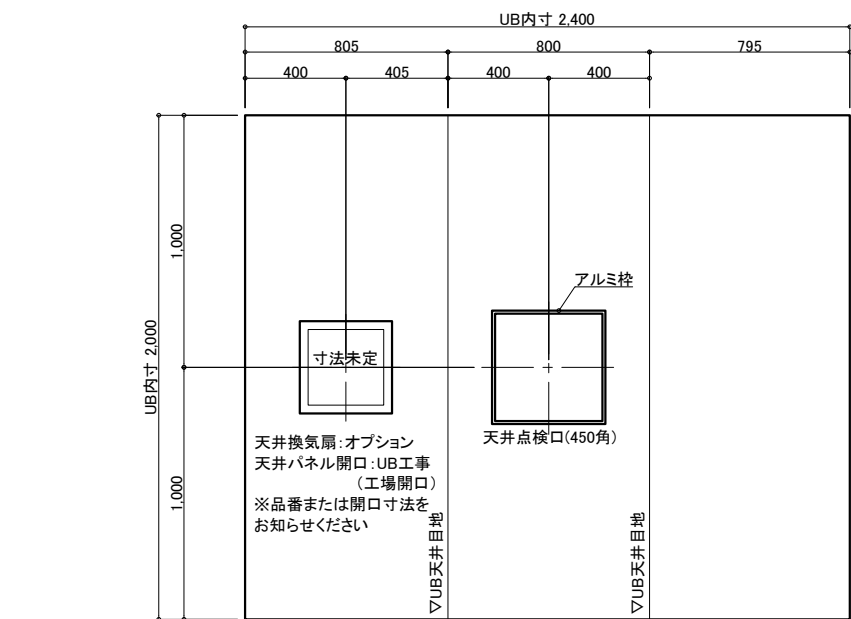 UB内寸 2,400
805
800
795
400
405
400
400
1,000
UB内寸 2,000
1,000
アルミ枠
寸法未定
天井点検口(450角)
天井換気扇:オプション
天井パネル開口:UB工事
(工場開口)
※品番または開口寸法を
お知らせください
▽UB天井目地
▽UB天井目地